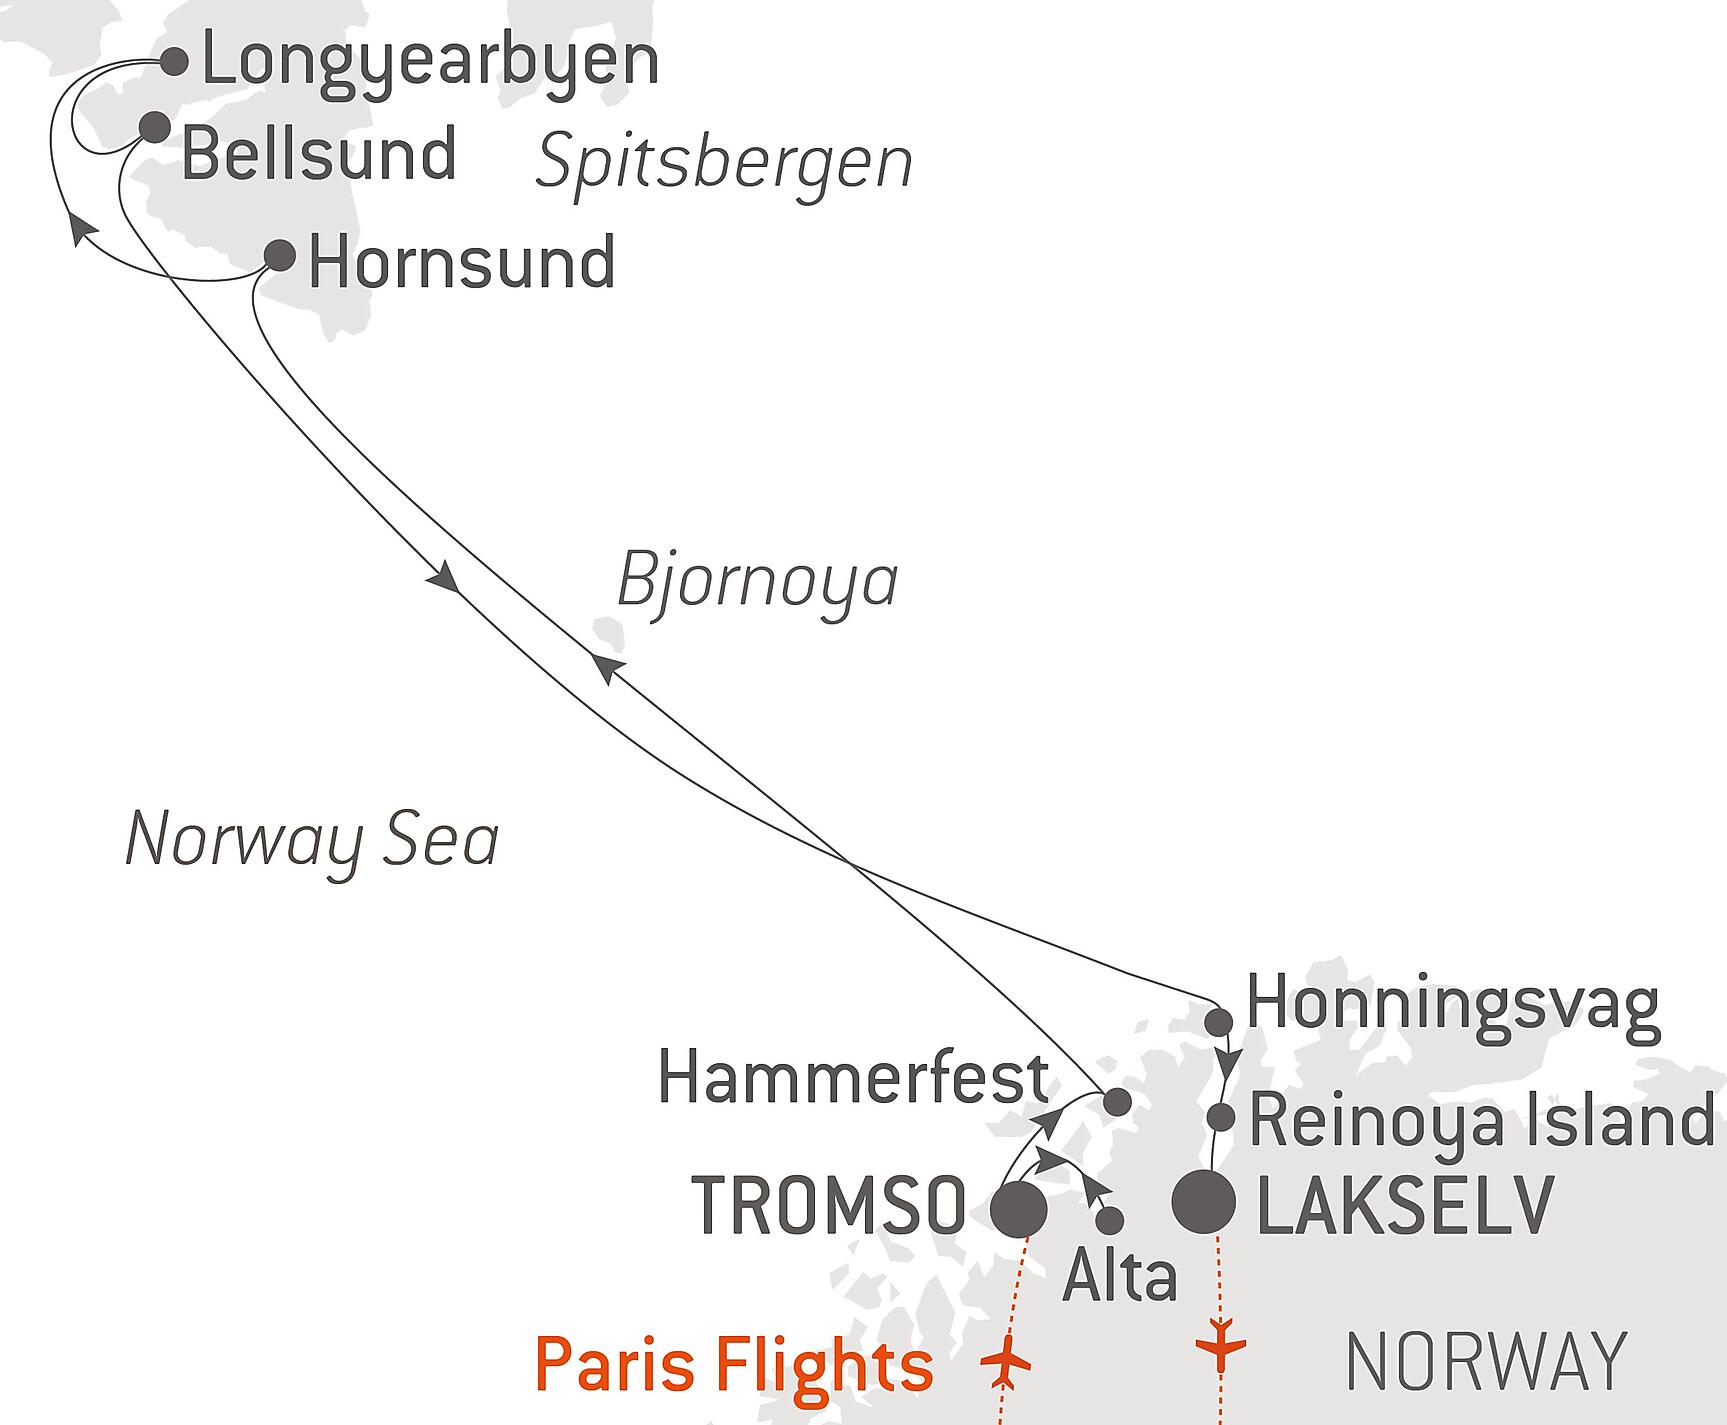 Longyearbyen
Bellsund
Spitsbergen
Hornsund
Bjornoya
Norway Sea
Honningsvag
Hammerfest
Reinoya Island
TROMSO
LAKSELV
Alta
Paris Flights
NORWAY